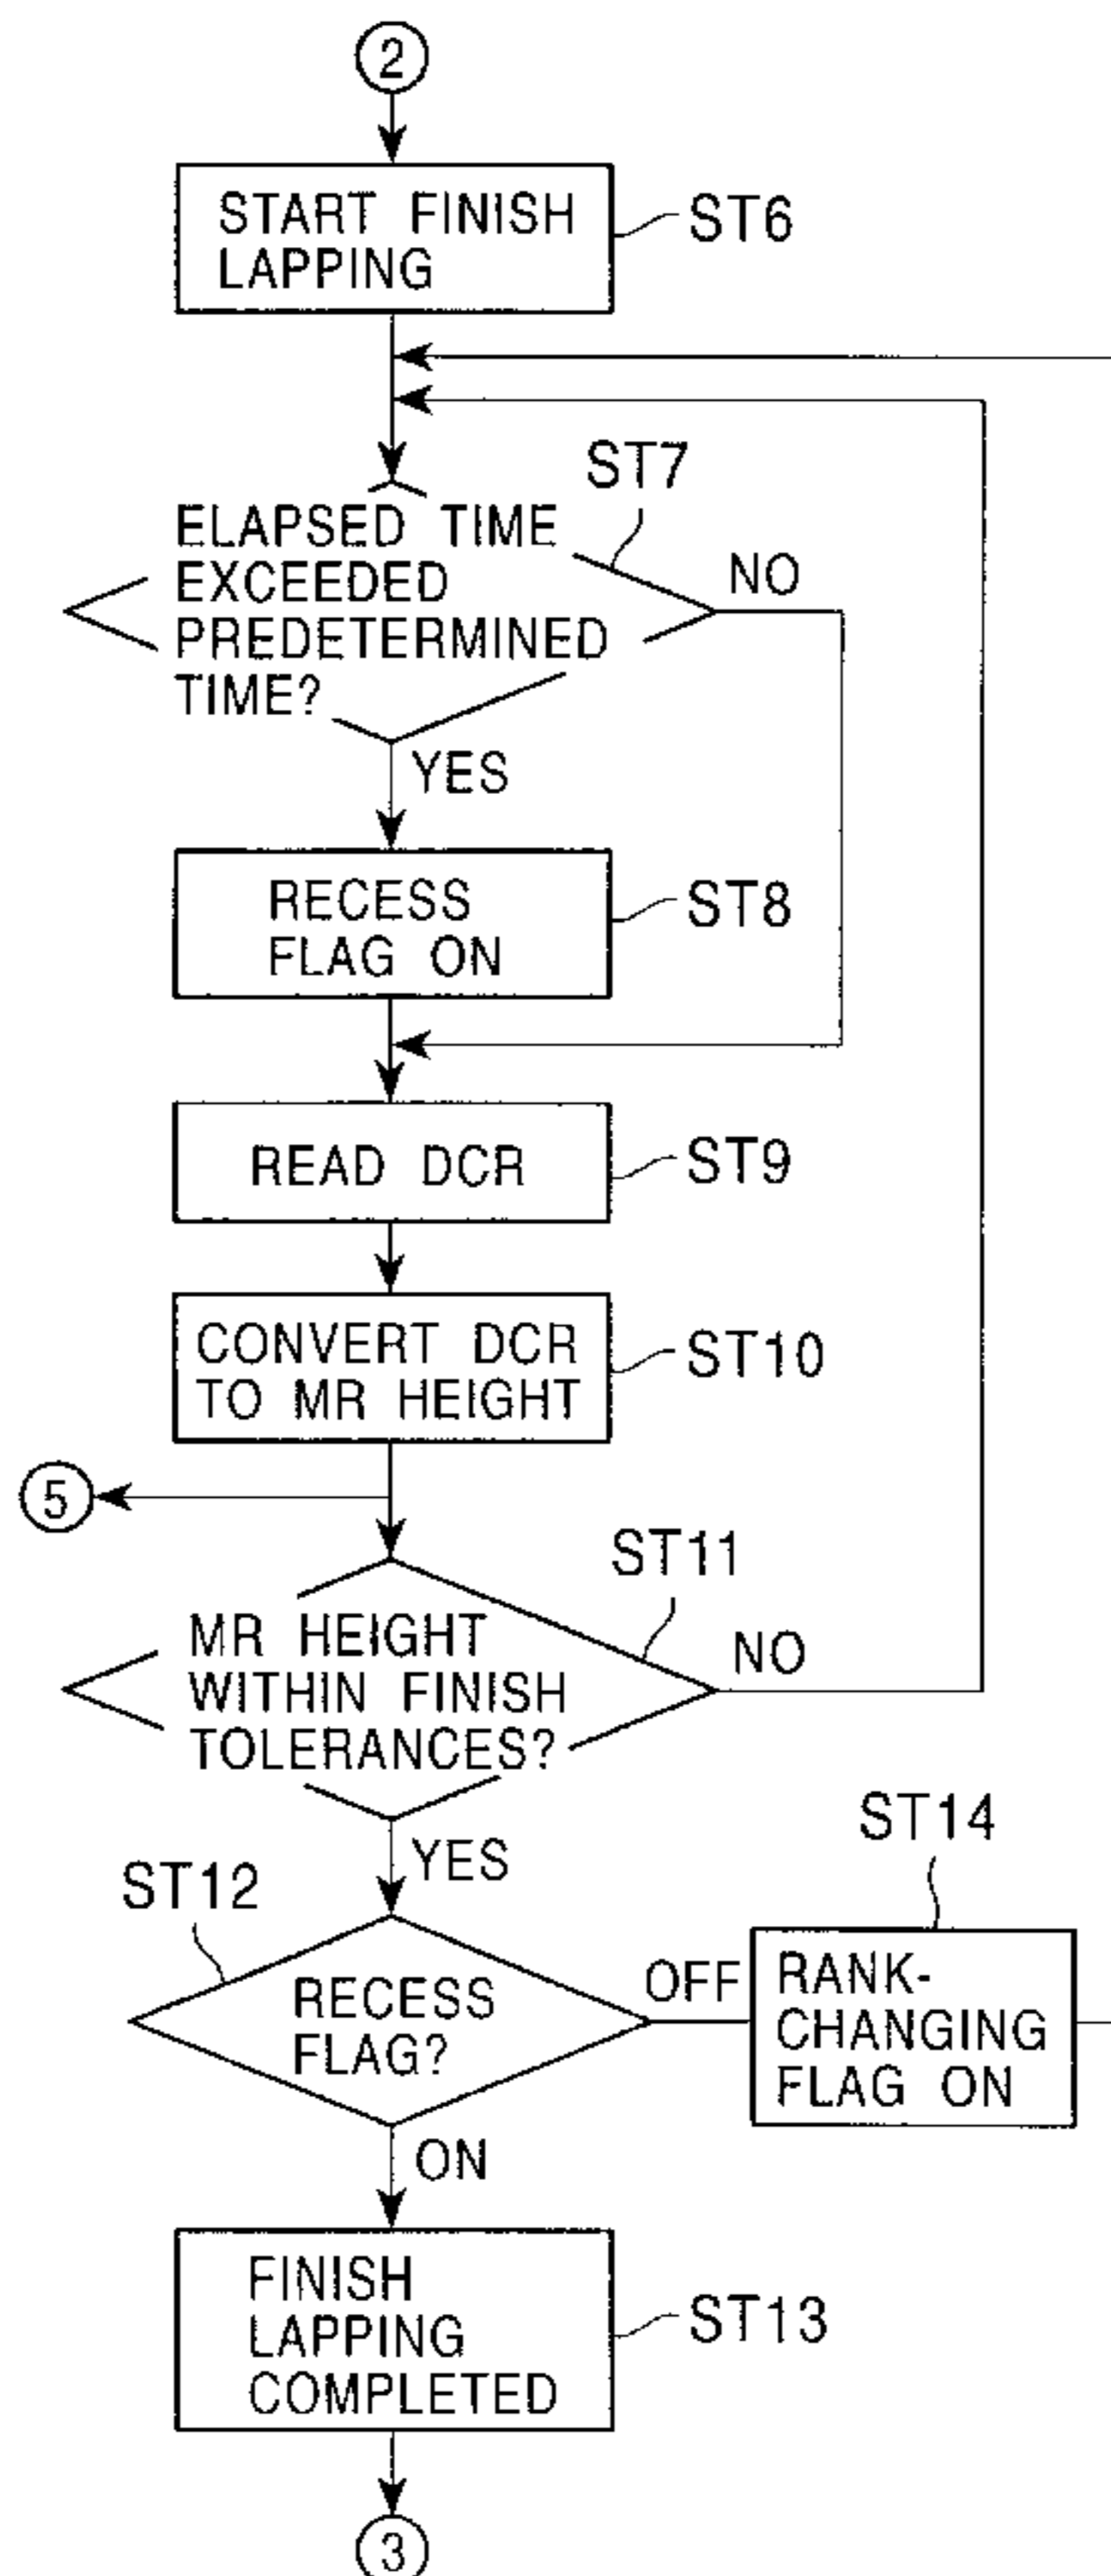 2
START FINISH
LAPPING
ST6
ST7
ELAPSED TIME
EXCEEDED
PREDETERMINED
TIME?
NO
YES
RECESS
FLAG ON
ST8
READ DCR
ST9
CONVERT DCR
TO MR HEIGHT
ST10
5
ST11
MR HEIGHT
WITHIN FINISH
TOLERANCES?
NO
YES
ST12
RECESS
FLAG?
OFF
ST14
RANK-
CHANGING
FLAG ON
ON
FINISH
LAPPING
COMPLETED
ST13
3